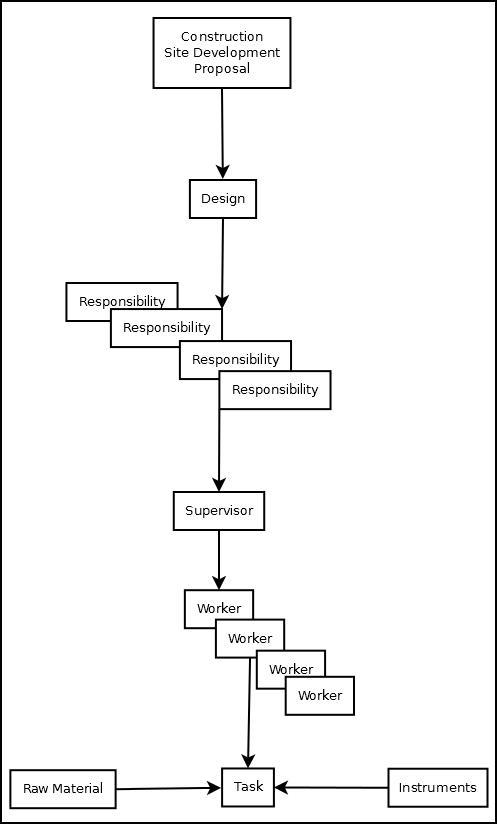 Construction
Site Development
Proposal
Design
Responsibility
Responsibility
Responsibility
Responsibility
Supervisor
Worker
Worker
Worker
Worker
Raw Material
Task
Instruments